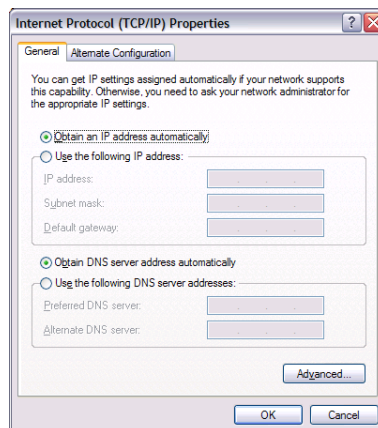 Internet Protocol (TCP/IP) Properties
General
Alternate Configuration
You can get IP settings assigned automatically if your network supports
this capability. Otherwise, you need to ask your network administrator for
the appropriate IP settings.
Obtain an IP address automatically
Use the following IP address:
IP address:
Subnet mask:
Default gateway:
Obtain DNS server address automatically
Use the following DNS server addresses:
Preferred DNS server:
Alternate DNS server:
Advanced...
OK
Cancel